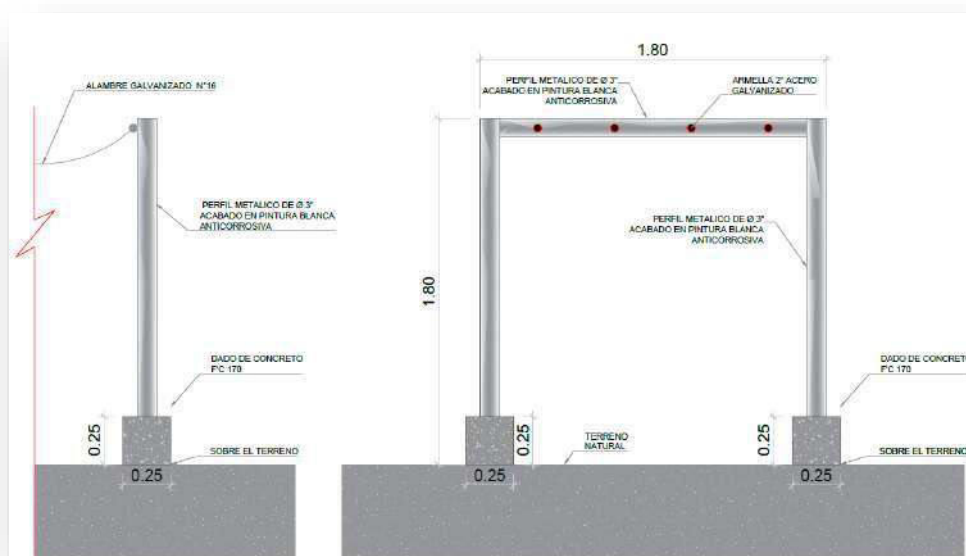 ALAMBRE GALVANIZADO N°16
PERFIL METALICO DE Ø 3"
ACABADO EN PINTURA BLANCA
ANTICORROSIVA
DADO DE CONCRETO
F'C 170
0.25
SOBRE EL TERRENO
0.25
1.80
PERFIL METALICO DE Ø 3"
ACABADO EN PINTURA BLANCA
ANTICORROSIVA
ARMELLA 2" ACERO
GALVANIZADO
PERFIL METALICO DE Ø 3"
ACABADO EN PINTURA BLANCA
ANTICORROSIVA
1.80
DADO DE CONCRETO
F'C 170
0.25
TERRENO
NATURAL
0.25
SOBRE EL TERRENO
0.25
0.25